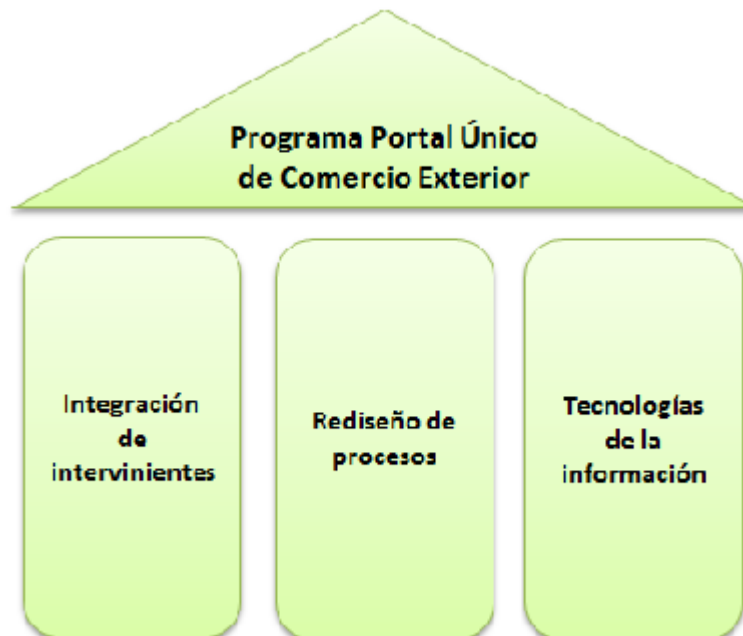 Programa Portal Único
de Comercio Exterior
Integración
de
intervinientes
Rediseño de
procesos
Tecnologías
de la
información